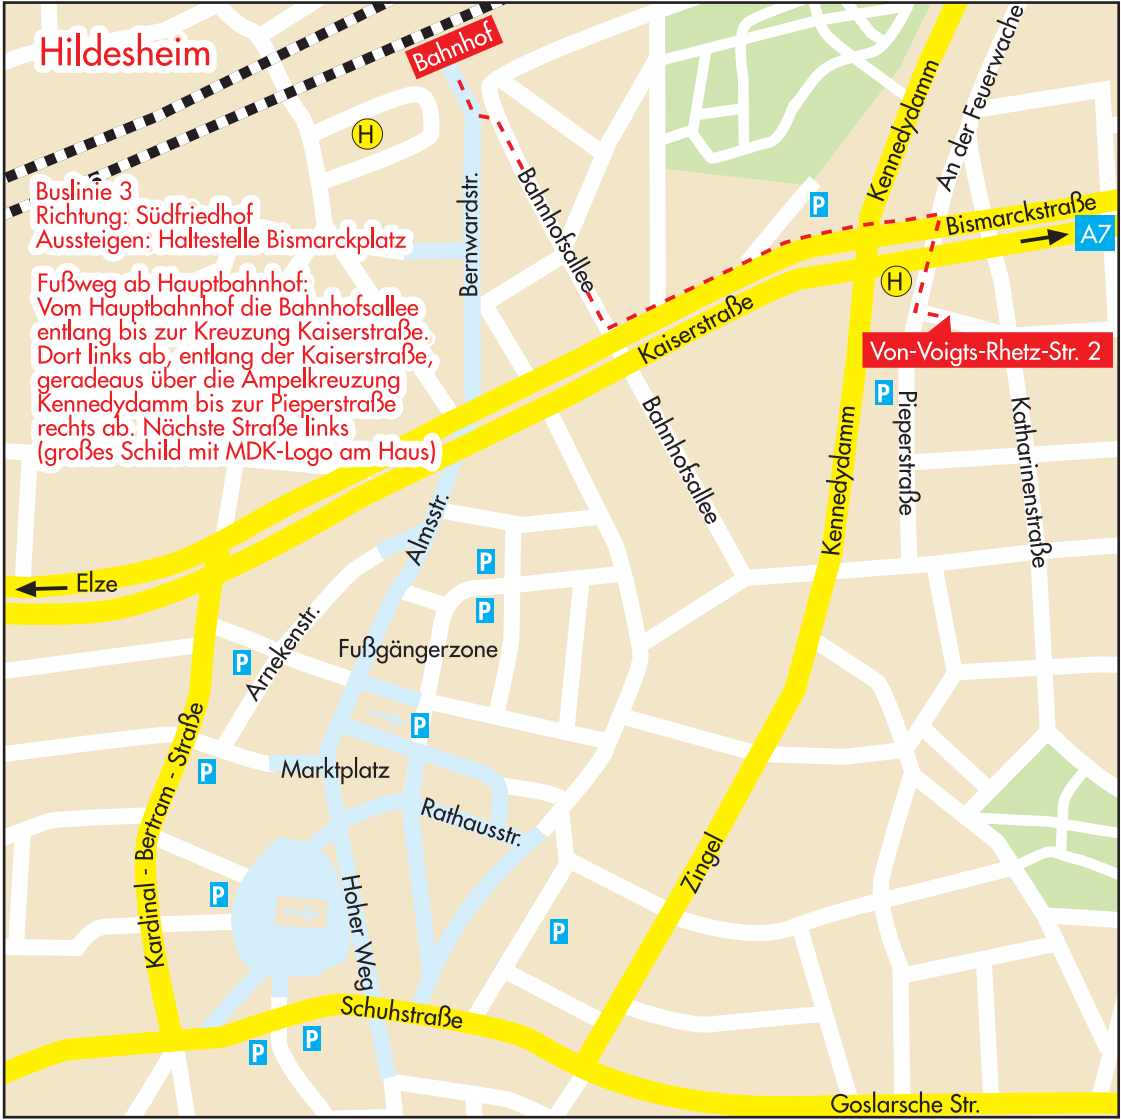 Hildesheim
Bahnhof
H
Buslinie 3
Richtung: Südfriedhof
Aussteigen: Haltestelle Bismarckplatz
Fußweg ab Hauptbahnhof:
Vom Hauptbahnhof die Bahnhofsallee
entlang bis zur Kreuzung Kaiserstraße.
Dort links ab, entlang der Kaiserstraße,
geradeaus über die Ampelkreuzung
Kennedydamm bis zur Pieperstraße
rechts ab. Nächste Straße links
(großes Schild mit MDK-Logo am Haus)
Bernwardstr.
Bahnhofsallee
Kennedydamm
An der Feuerwache
P
Bismarckstraße
A7
H
Kaiserstraße
Von-Voigts-Rhetz-Str. 2
P
Pieperstraße
Bahnhofsallee
Kennedydamm
Katharinenstraße
Almsstr.
P
P
Elze
Arnekenstr.
Fußgängerzone
P
P
Kardinal - Bertram - Straße
P
Marktplatz
Rathausstr.
Zingel
P
Hoher Weg
P
Schuhstraße
P
P
Goslarsche Str.